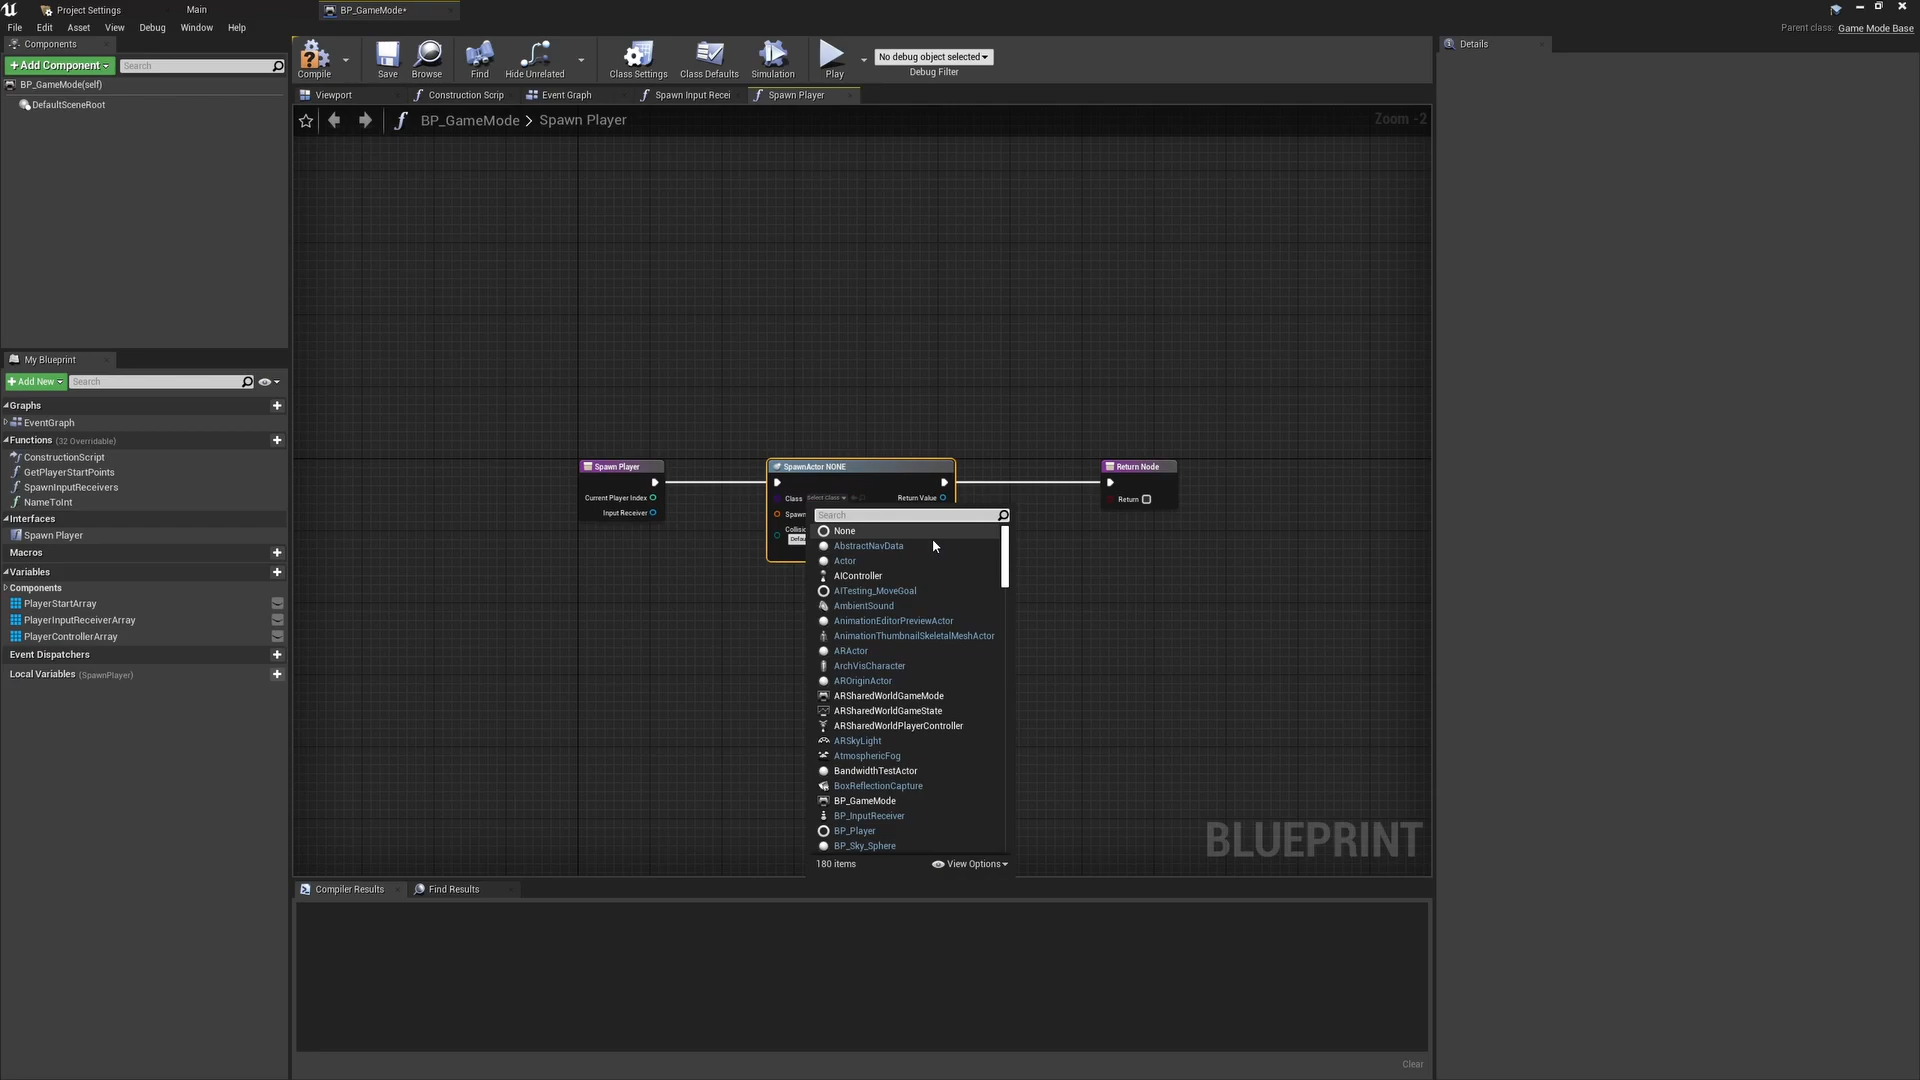 Project Settings
Main
BP_GameMode*
File
Edit
Asset
View
Debug
Window
Help
Parent class: Game Mode Base
Components
+Add Component
Search
BP_GameMode(self)
DefaultSceneRoot
Compile
Save
Browse
Find
Hide Unrelated
Class Settings
Class Defaults
Simulation
Play
No debug object selected
Debug Filter
Details
Viewport
Construction Scrip
Event Graph
Spawn Input Recei
Spawn Player
BP_GameMode > Spawn Player
Zoom -2
My Blueprint
+Add New
Search
Graphs
EventGraph
Functions (32 Overridable)
ConstructionScript
GetPlayerStartPoints
SpawnInputReceivers
NameToInt
Interfaces
Spawn Player
Macros
Variables
Components
PlayerStartArray
PlayerInputReceiverArray
PlayerControllerArray
Event Dispatchers
Local Variables (SpawnPlayer)
Spawn Player
Current Player Index
Input Receiver
SpawnActor NONE
Class
Select Class
Return Value
Spawn
Collisio
Defau
Return Node
Return
Search
None
AbstractNavData
Actor
AIController
AITesting_MoveGoal
AmbientSound
AnimationEditorPreviewActor
AnimationThumbnailSkeletalMeshActor
ARActor
ArchVisCharacter
AROriginActor
ARSharedWorldGameMode
ARSharedWorldGameState
ARSharedWorldPlayerController
ARSkyLight
AtmosphericFog
BandwidthTestActor
BoxReflectionCapture
BP_GameMode
BP_InputReceiver
BP_Player
BP_Sky_Sphere
180 items
View Options
BLUEPRINT
Compiler Results
Find Results
Clear